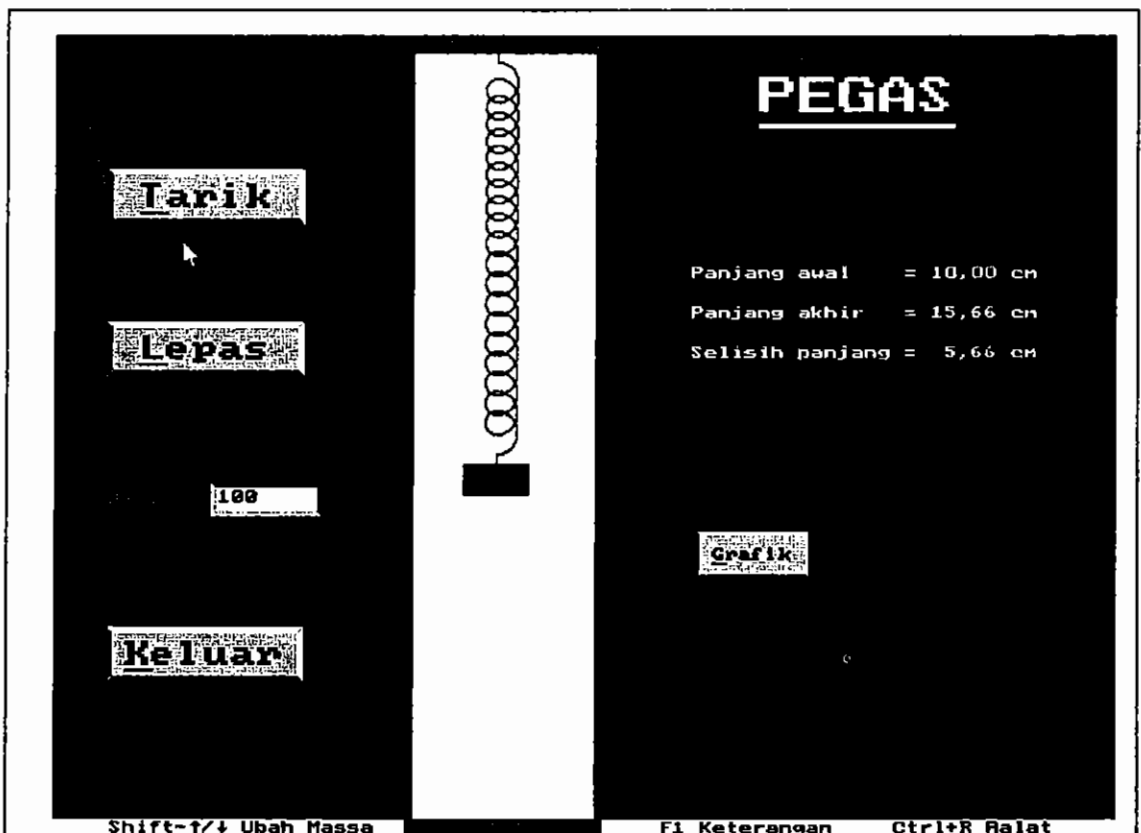 PEGAS
Tarik
Panjang awal = 10,00 cm
Panjang akhir = 15,66 cm
Selisih panjang = 5,66 cm
Lepas
100
Grafik
Keluar
Shift-↑/↓ Ubah Massa
F1 Keterangan
Ctrl+R Ralat